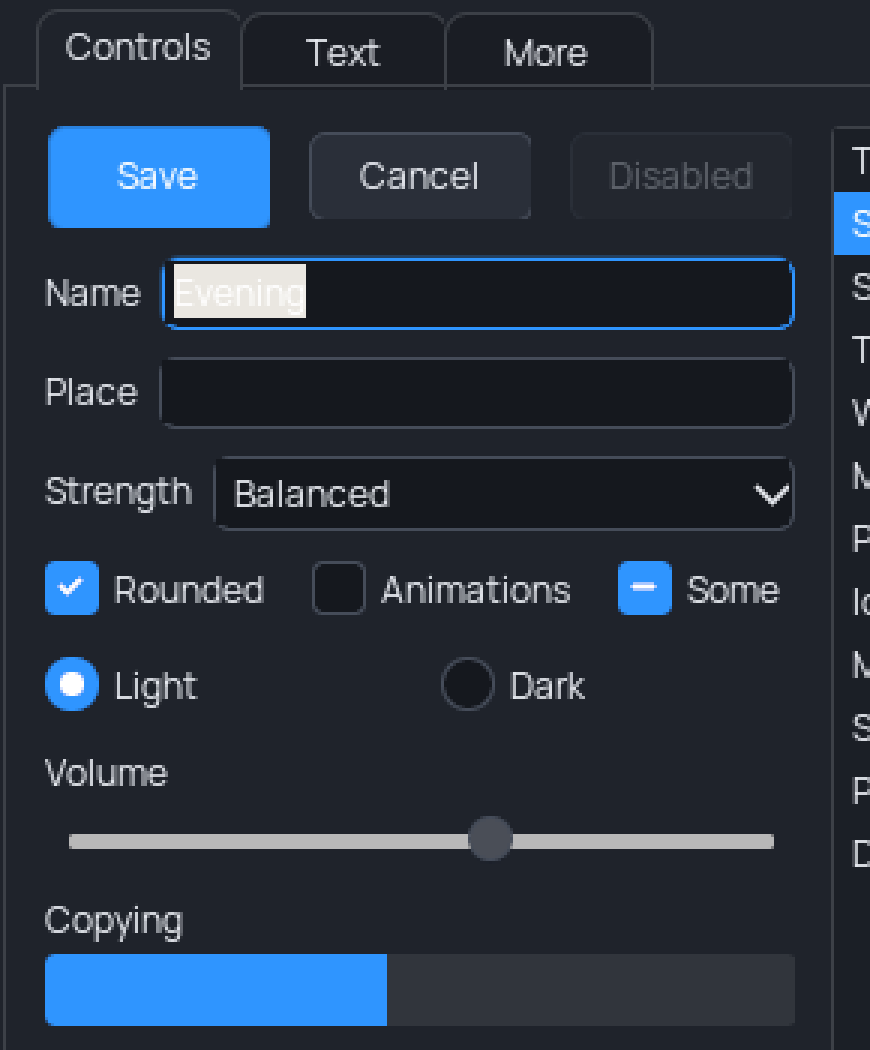 Controls Text More
Save Cancel Disabled
Name Evening
Place
Strength Balanced
Rounded Animations Some
Light Dark
Volume
Copying